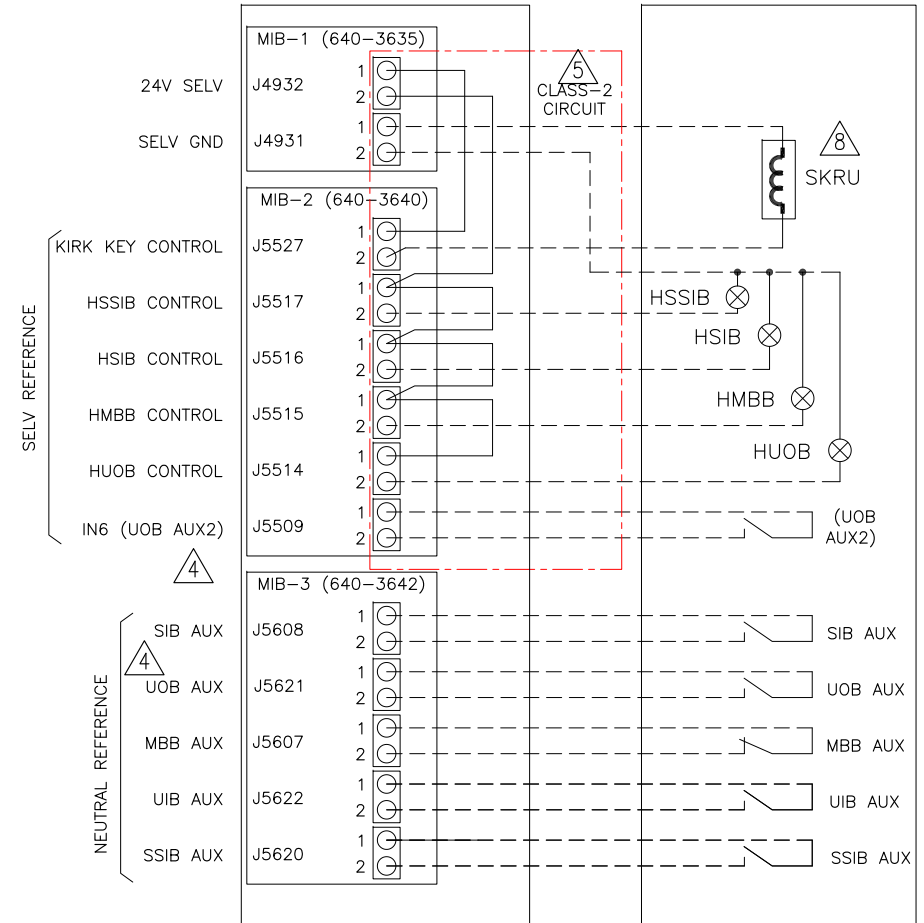 MIB-1 (640-3635)
24V SELV J4932 1
2
SELV GND J4931 1
2
5
CLASS-2
CIRCUIT
8
SKRU
MIB-2 (640-3640)
SELV REFERENCE
KIRK KEY CONTROL J5527 1
2
HSSIB CONTROL J5517 1
2
HSSIB
HSIB CONTROL J5516 1
2
HSIB
HMBB CONTROL J5515 1
2
HMBB
HUOB CONTROL J5514 1
2
HUOB
IN6 (UOB AUX2) J5509 1
2
(UOB
AUX2)
4
MIB-3 (640-3642)
NEUTRAL REFERENCE
4
SIB AUX J5608 1
2
SIB AUX
UOB AUX J5621 1
2
UOB AUX
MBB AUX J5607 1
2
MBB AUX
UIB AUX J5622 1
2
UIB AUX
SSIB AUX J5620 1
2
SSIB AUX